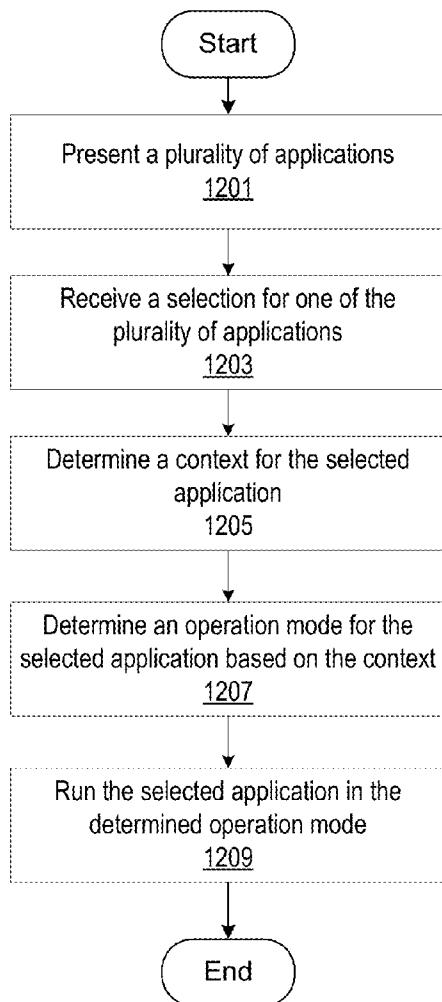 Start
Present a plurality of applications
1201
Receive a selection for one of the
plurality of applications
1203
Determine a context for the selected
application
1205
Determine an operation mode for the
selected application based on the context
1207
Run the selected application in the
determined operation mode
1209
End